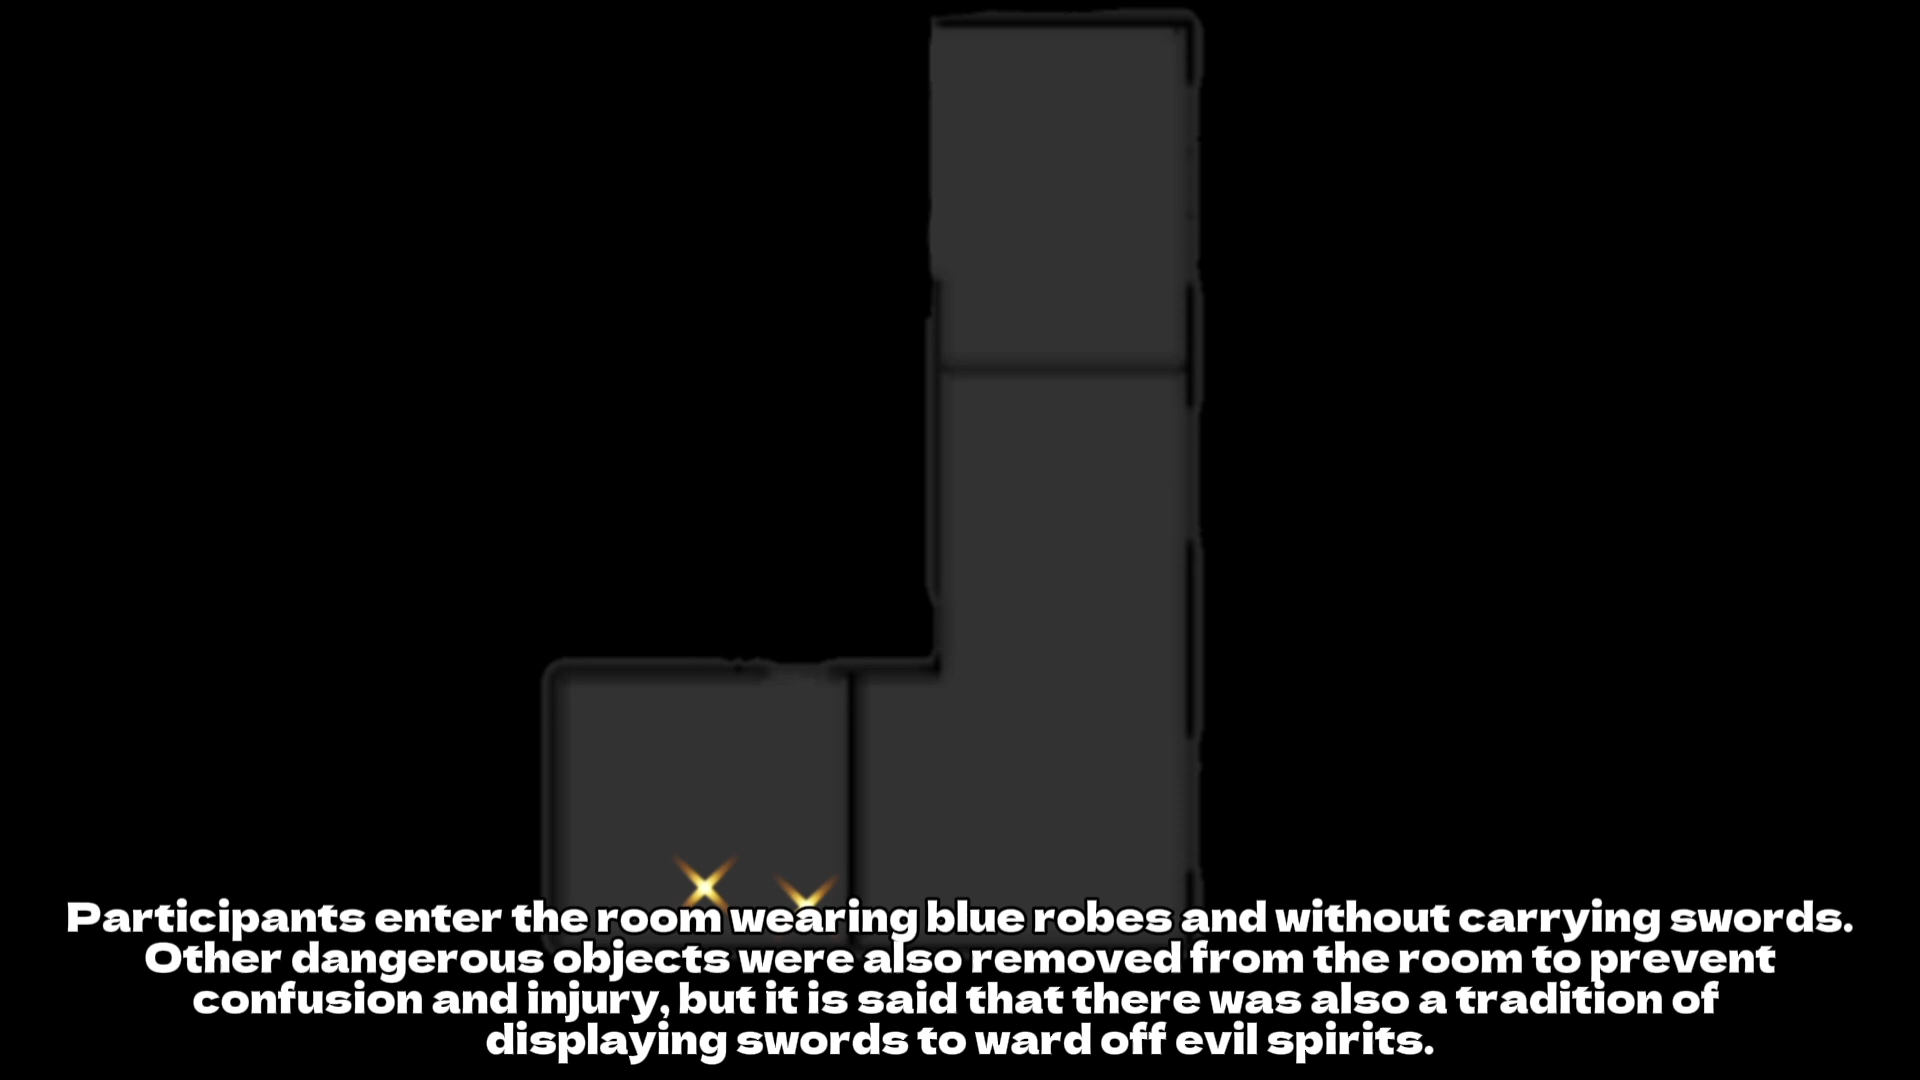 Participants enter the room wearing blue robes and without carrying swords.
Other dangerous objects were also removed from the room to prevent
confusion and injury, but it is said that there was also a tradition of
displaying swords to ward off evil spirits.